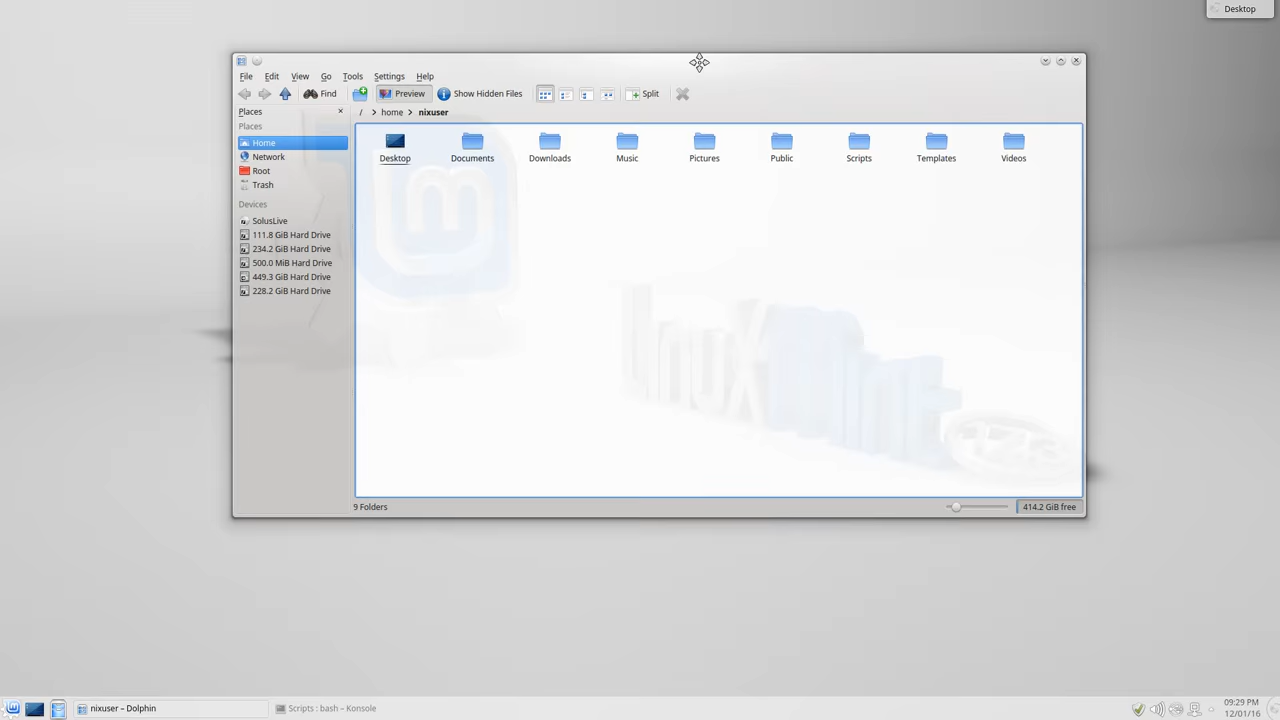 Desktop
File Edit View Go Tools Settings Help
Find Preview Show Hidden Files Split
Places
/ > home > nixuser
Places
Home
Network
Root
Trash
Devices
SolusLive
111.8 GiB Hard Drive
234.2 GiB Hard Drive
500.0 MiB Hard Drive
449.3 GiB Hard Drive
228.2 GiB Hard Drive
Desktop Documents Downloads Music Pictures Public Scripts Templates Videos
linuxmint
17.3
9 Folders
414.2 GiB free
nixuser – Dolphin
Scripts : bash – Konsole
09:29 PM
12/01/16